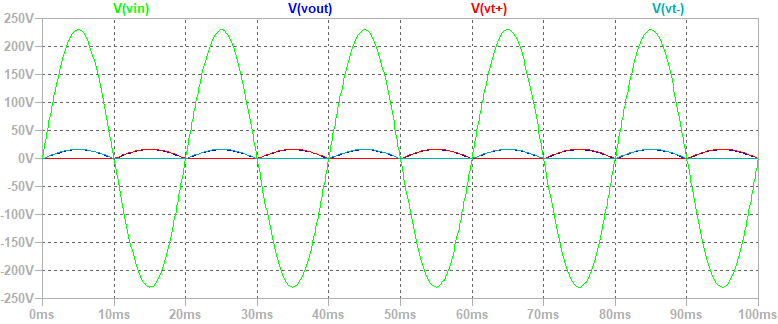 V(vin) V(vout) V(vt+) V(vt-)
250V
200V
150V
100V
50V
0V
-50V
-100V
-150V
-200V
-250V
0ms 10ms 20ms 30ms 40ms 50ms 60ms 70ms 80ms 90ms 100ms